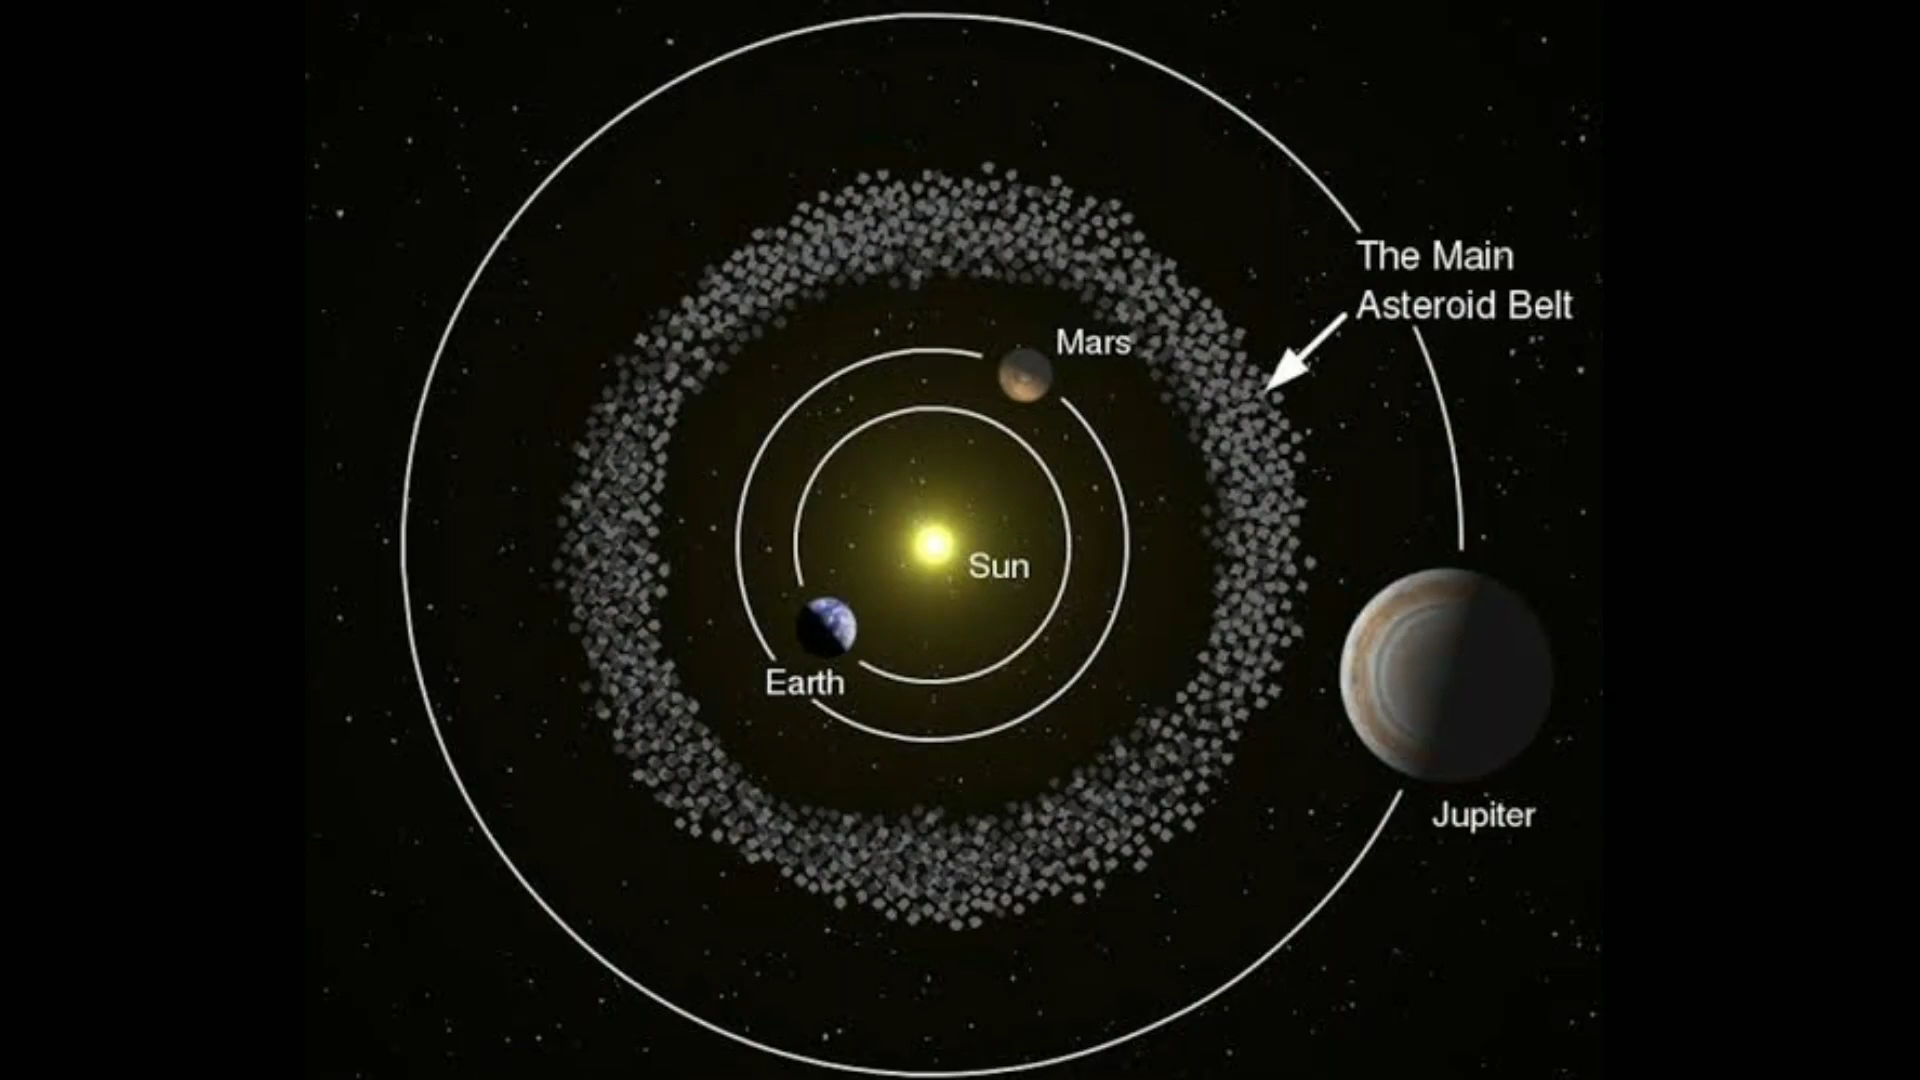 The Main
Asteroid Belt
Mars
Sun
Earth
Jupiter